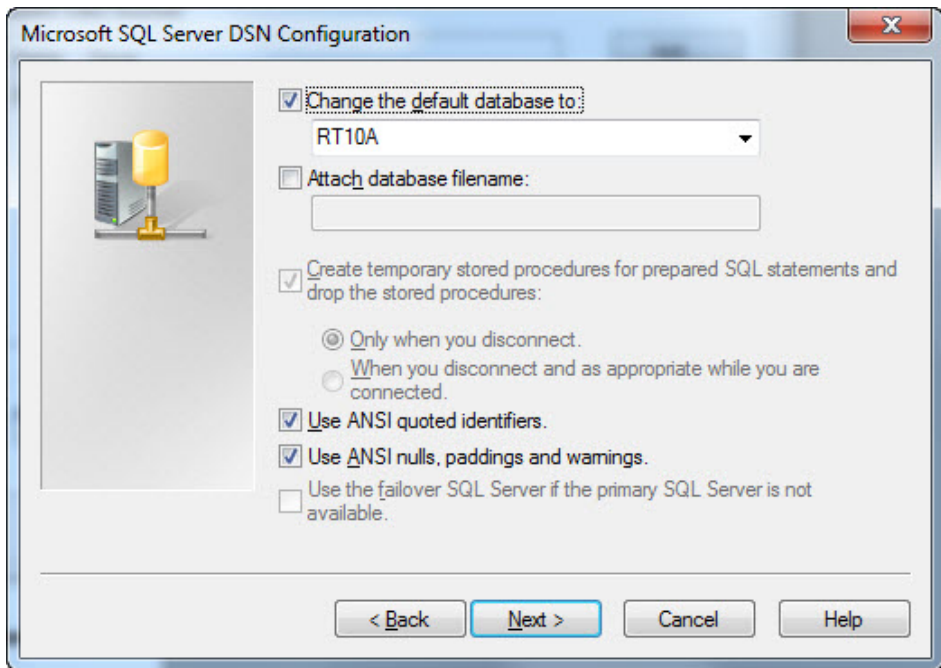 Microsoft SQL Server DSN Configuration
Change the default database to:
RT10A
Attach database filename:
Create temporary stored procedures for prepared SQL statements and
drop the stored procedures:
Only when you disconnect.
When you disconnect and as appropriate while you are
connected.
Use ANSI quoted identifiers.
Use ANSI nulls, paddings and warnings.
Use the failover SQL Server if the primary SQL Server is not
available.
< Back
Next >
Cancel
Help